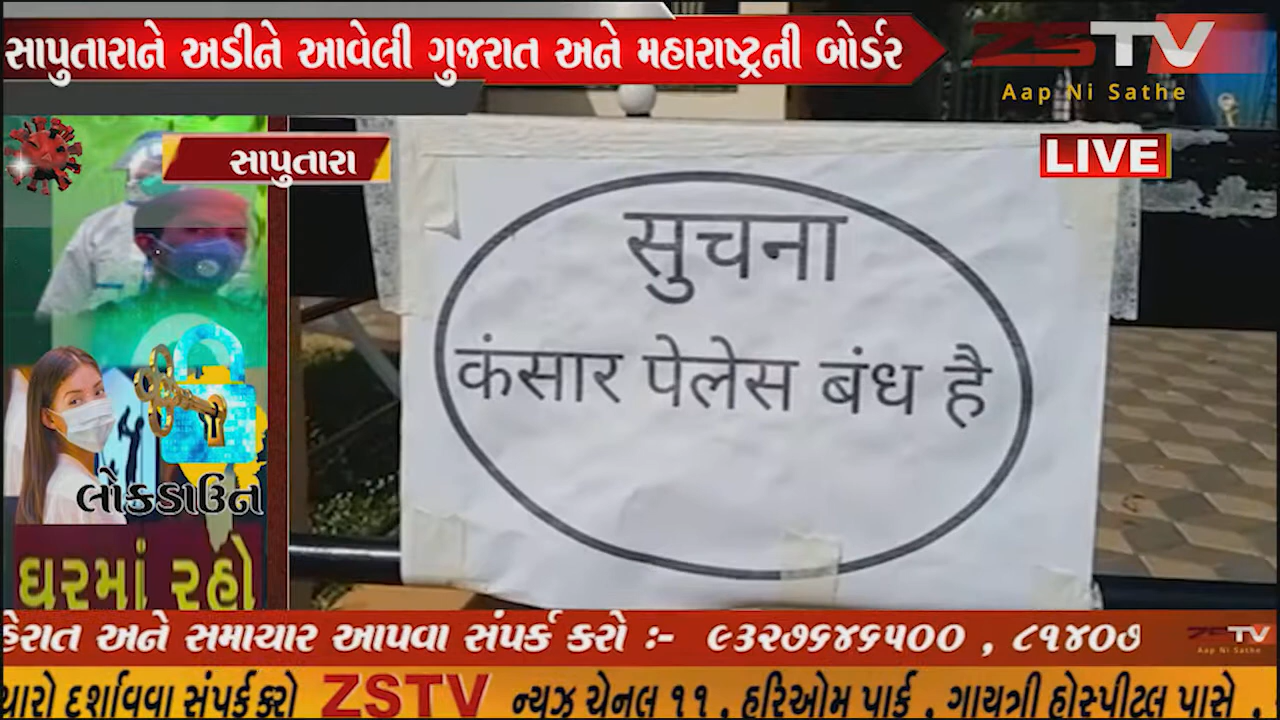 સાપુતારાને અડીને આવેલી ગુજરાત અને મહારાષ્ટ્રની બોર્ડર
ZSTV
Aap Ni Sathe
સાપુતારા
LIVE
सुचना
कंसार पेलेस बंध है
લોકડાઉન
ઘરમાં રહો
હેરાત અને સમાચાર આપવા સંપર્ક કરો :- ૯૩૨૭૬૪૬૫૦૦ , ૮૧૪૦૭
ZSTV
Aap Ni Sathe
દર્શાવવા સંપર્ક કરો ZSTV ન્યૂઝ ચેનલ ૧૧ , હરિઓમ પાર્ક , ગાયત્રી હોસ્પીટલ પાસે ,